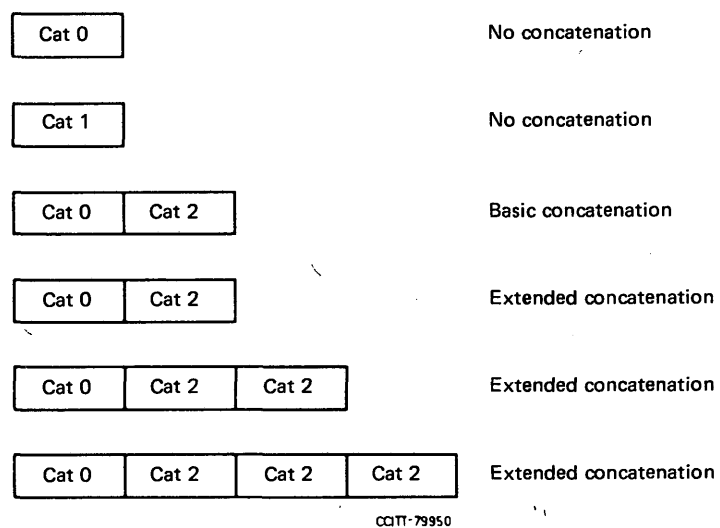 Cat 0 No concatenation
Cat 1 No concatenation
Cat 0 Cat 2 Basic concatenation
Cat 0 Cat 2 Extended concatenation
Cat 0 Cat 2 Cat 2 Extended concatenation
Cat 0 Cat 2 Cat 2 Cat 2 Extended concatenation
CCITT-79950